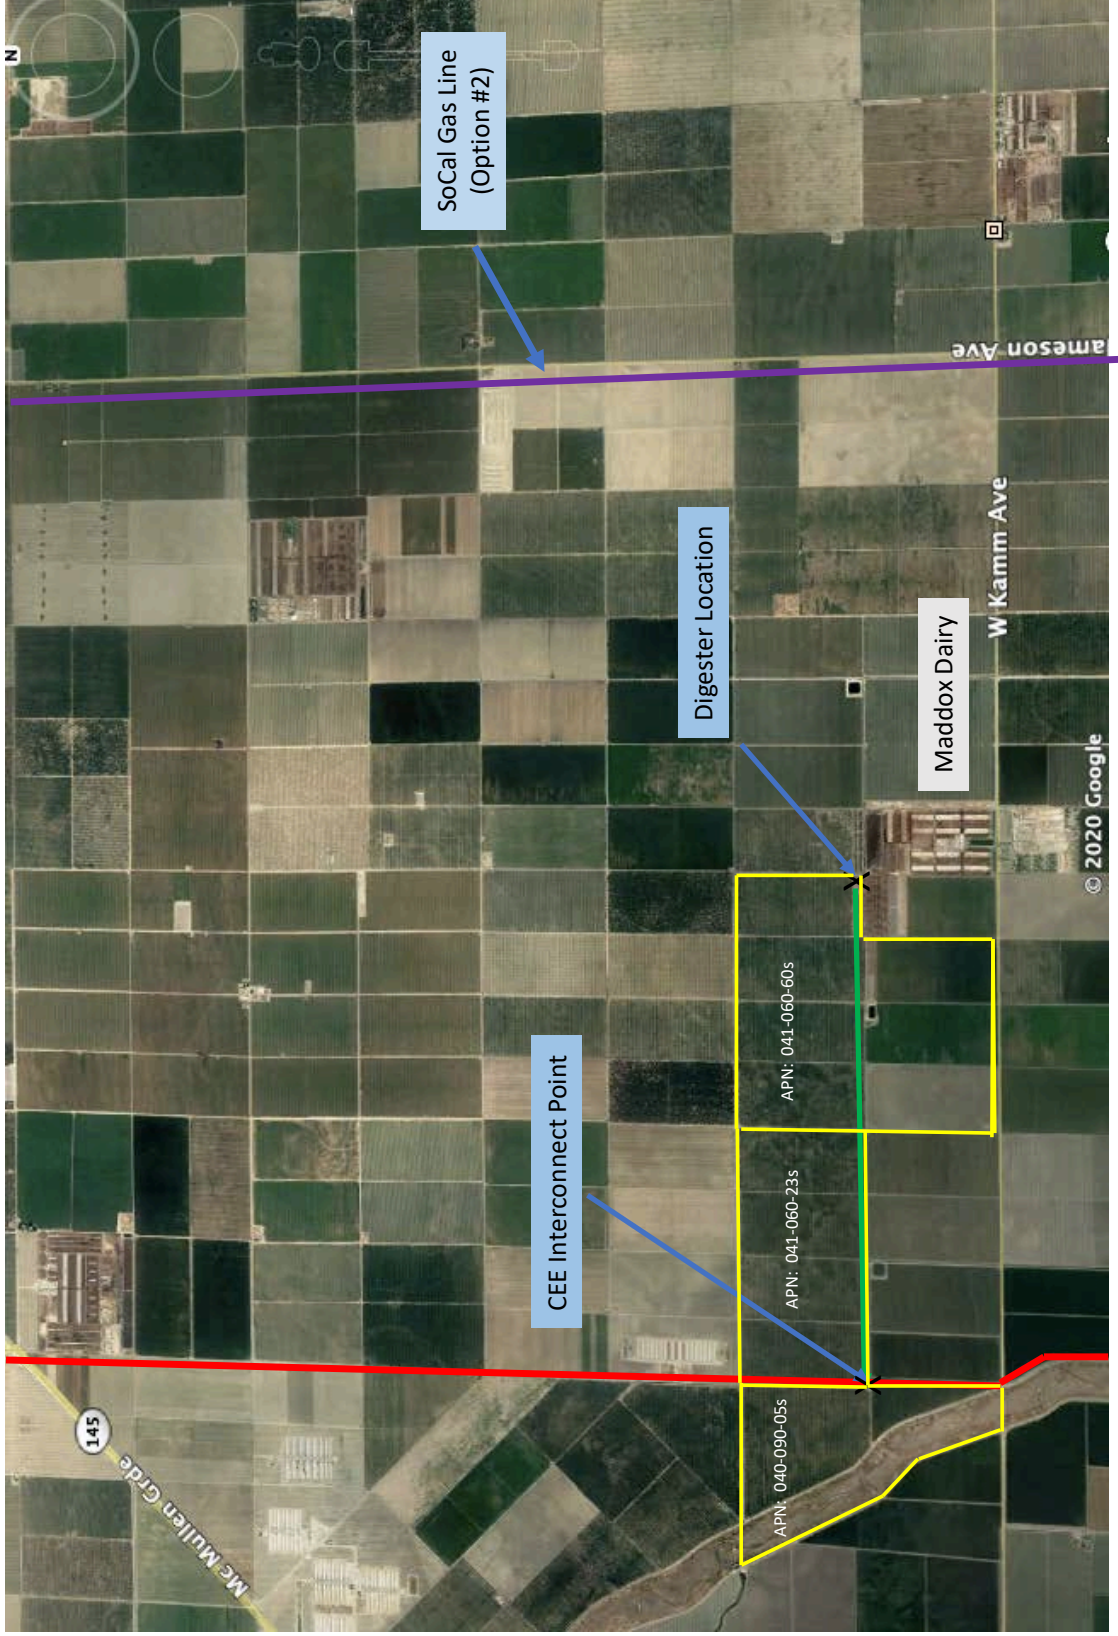 N
SoCal Gas Line
(Option #2)
Jameson Ave
Digester Location
W Kamm Ave
Maddox Dairy
© 2020 Google
CEE Interconnect Point
APN: 041-060-60s
APN: 041-060-23s
APN: 040-090-05s
145
Mc Mullen Grde